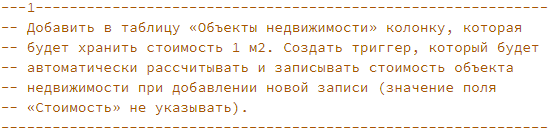 ---1-------------------------------------------------------------
-- Добавить в таблицу «Объекты недвижимости» колонку, которая
-- будет хранить стоимость 1 м2. Создать триггер, который будет
-- автоматически рассчитывать и записывать стоимость объекта
-- недвижимости при добавлении новой записи (значение поля
-- «Стоимость» не указывать).
-----------------------------------------------------------------